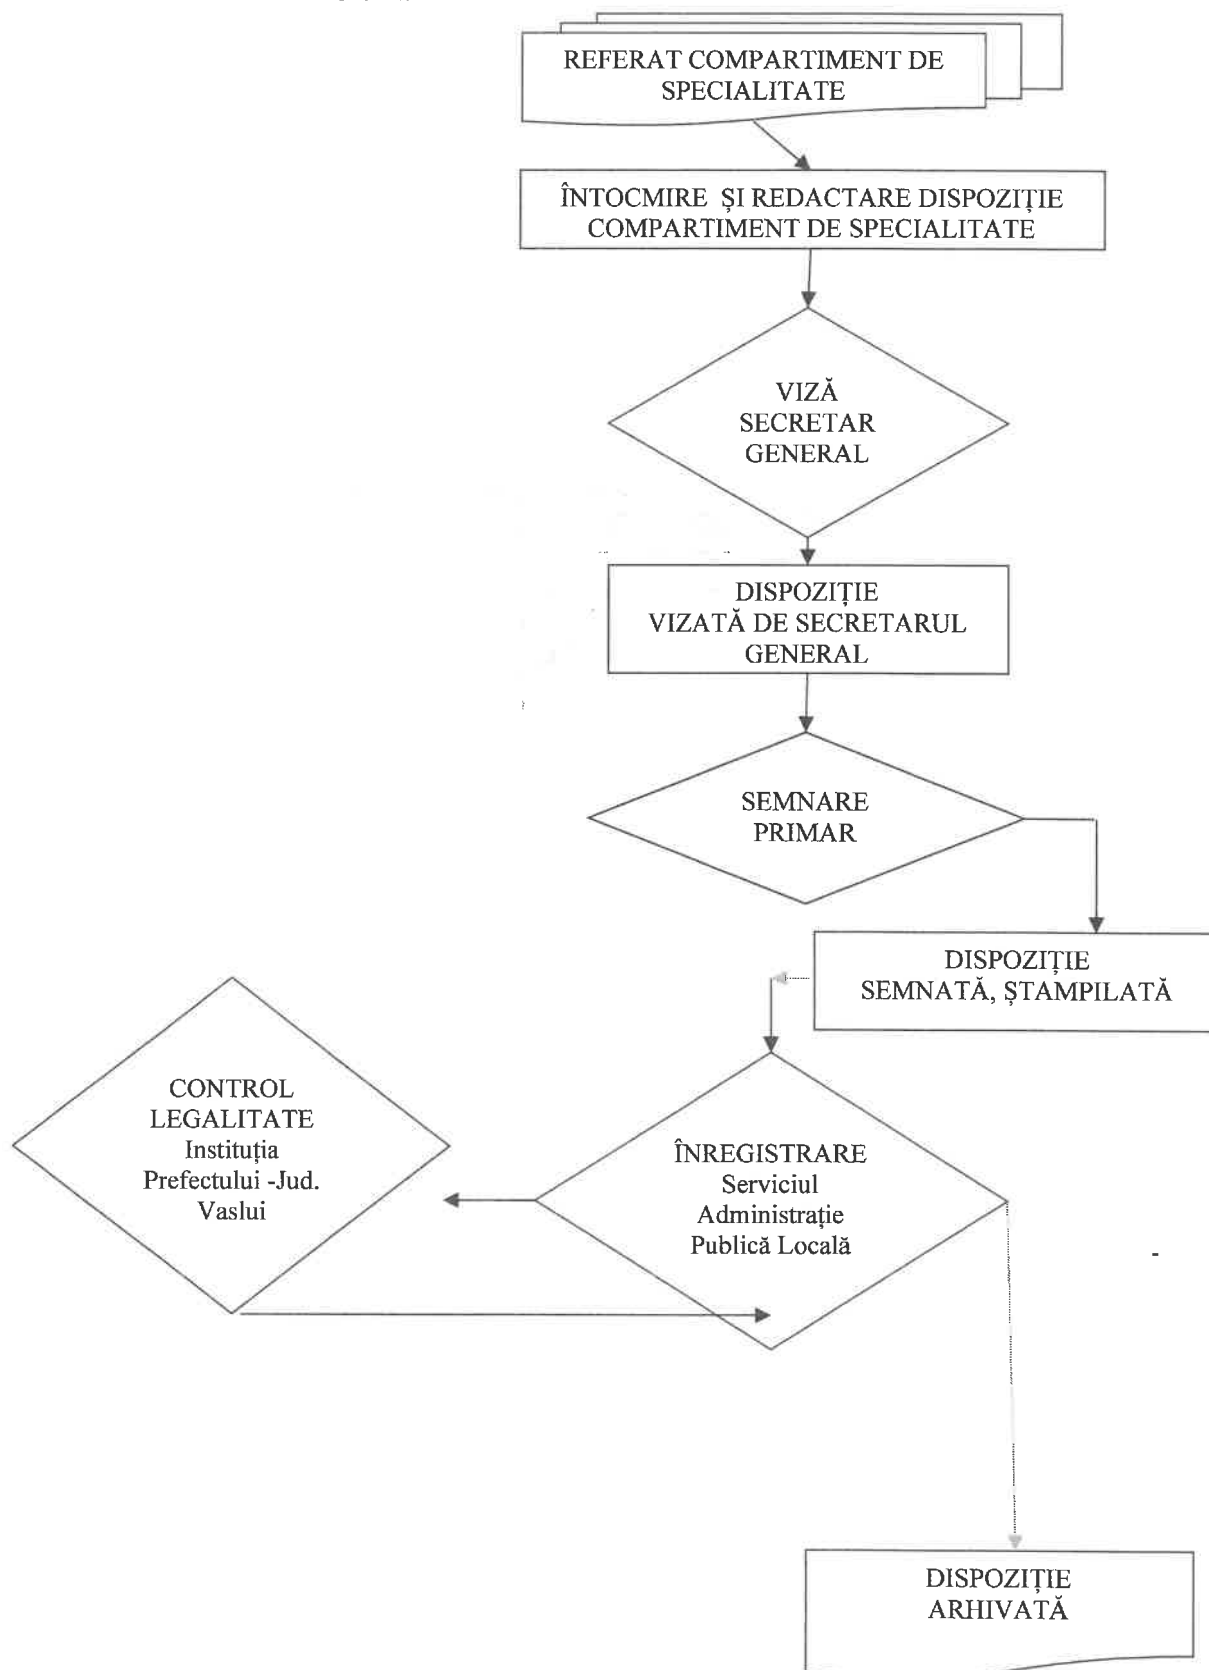 REFERAT COMPARTIMENT DE
SPECIALITATE
ÎNTOCMIRE ȘI REDACTARE DISPOZIȚIE
COMPARTIMENT DE SPECIALITATE
VIZĂ
SECRETAR
GENERAL
DISPOZIȚIE
VIZATĂ DE SECRETARUL
GENERAL
SEMNARE
PRIMAR
DISPOZIȚIE
SEMNATĂ, ȘTAMPILATĂ
CONTROL
LEGALITATE
Instituția
Prefectului -Jud.
Vaslui
ÎNREGISTRARE
Serviciul
Administrație
Publică Locală
DISPOZIȚIE
ARHIVATĂ